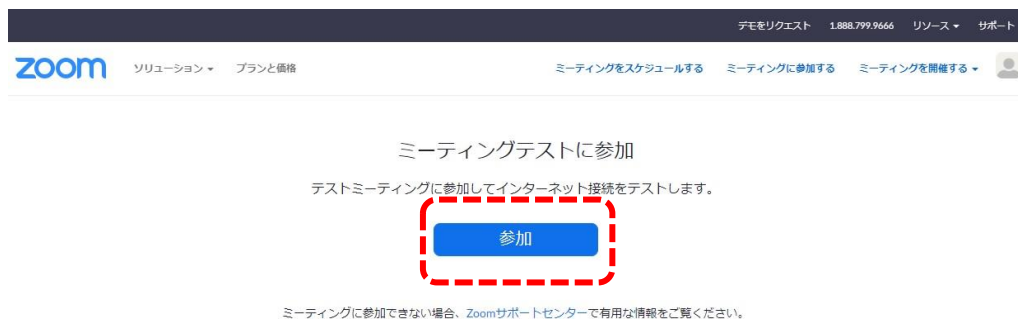 デモをリクエスト 1.888.799.9666 リソース サポート
zoom ソリューション プランと価格 ミーティングをスケジュールする ミーティングに参加する ミーティングを開催する
ミーティングテストに参加
テストミーティングに参加してインターネット接続をテストします。
参加
ミーティングに参加できない場合、Zoomサポートセンターで有用な情報をご覧ください。